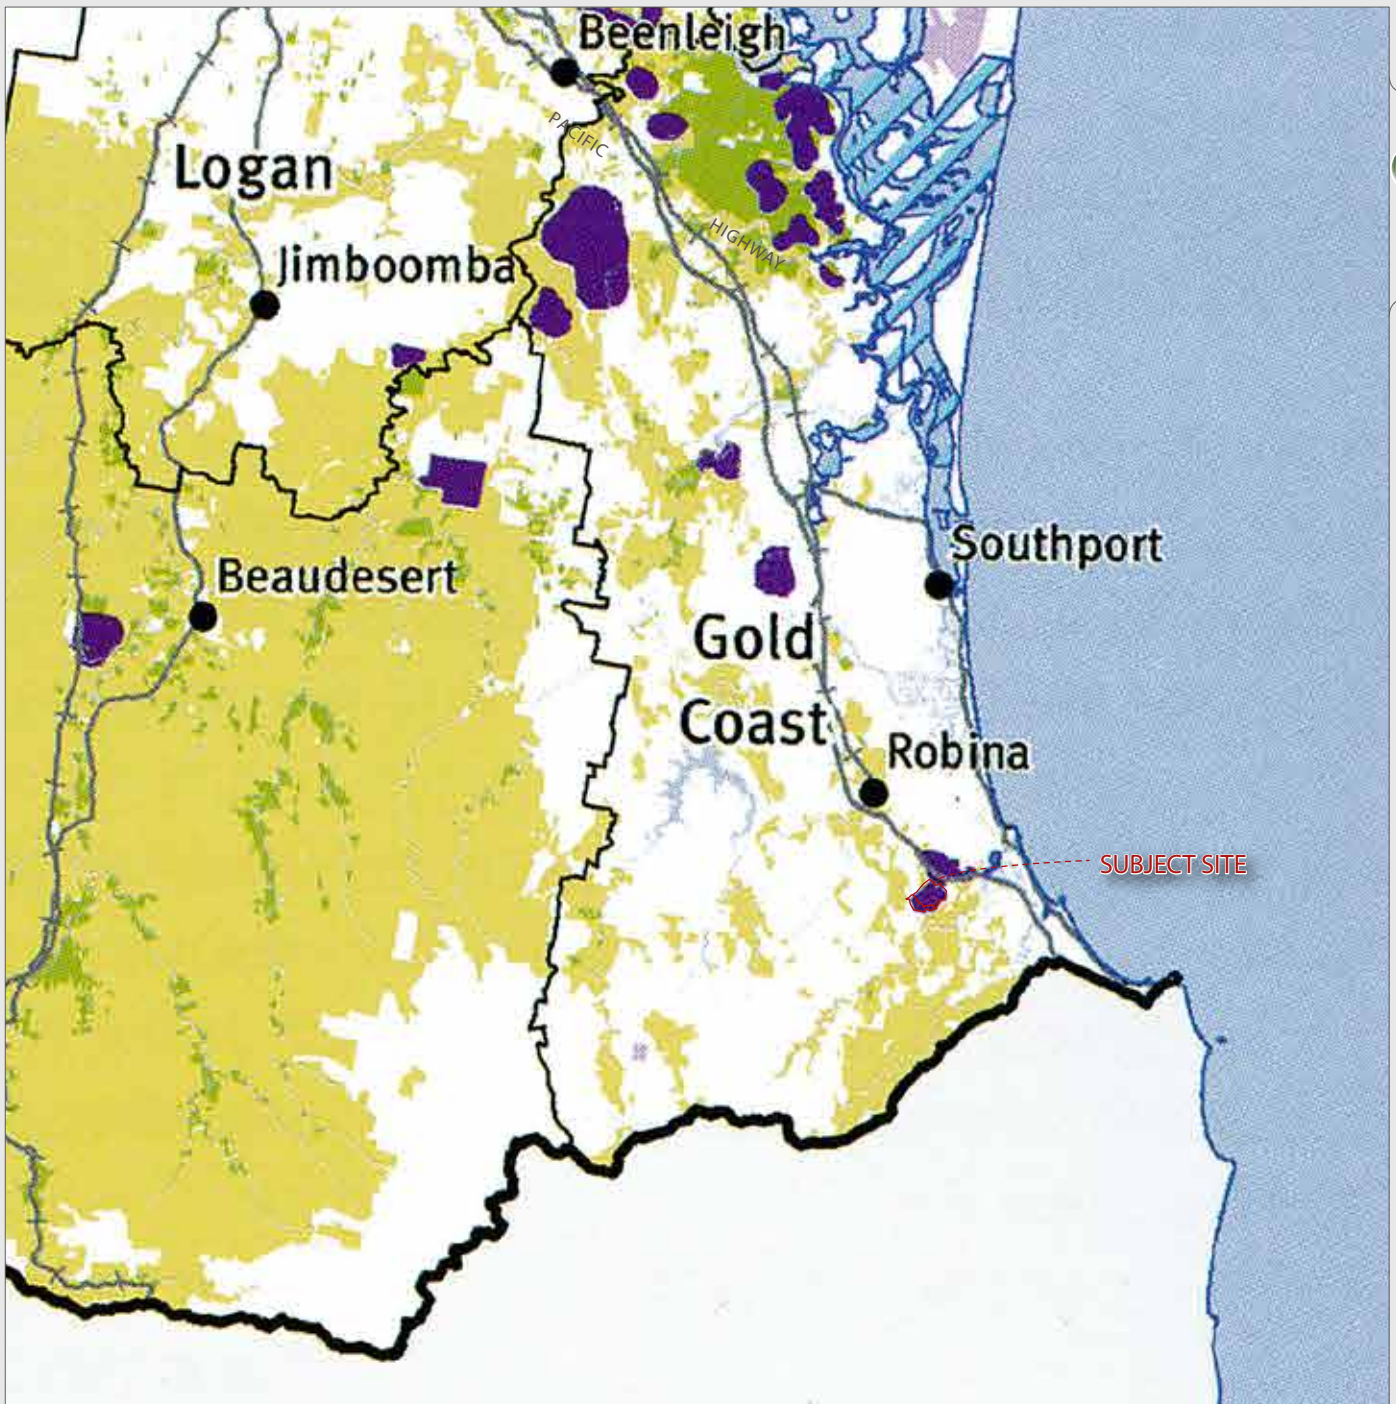 Beenleigh
PACIFIC
Logan
HIGHWAY
Jimboomba
Southport
Beaudesert
Gold
Coast
Robina
SUBJECT SITE